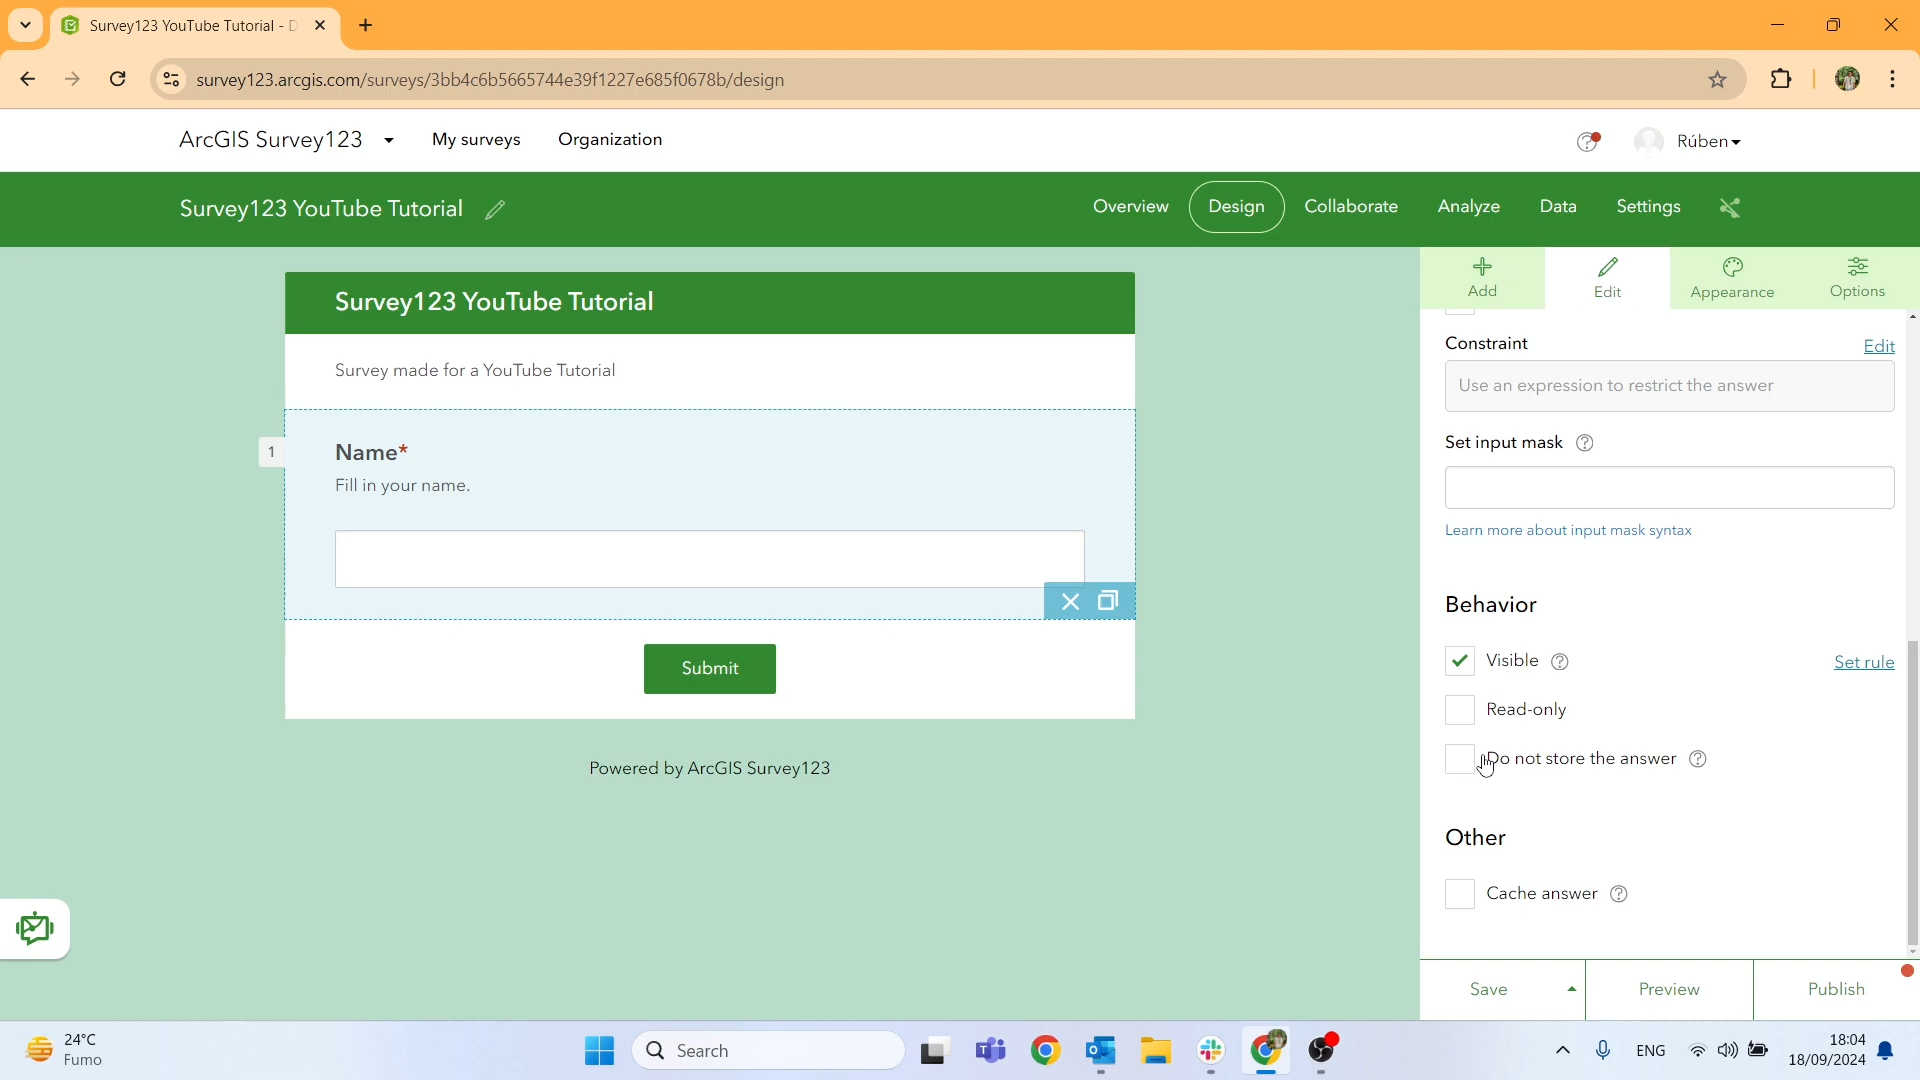 Survey123 YouTube Tutorial - D
survey123.arcgis.com/surveys/3bb4c6b5665744e39f1227e685f0678b/design
ArcGIS Survey123 My surveys Organization Rúben
Survey123 YouTube Tutorial Overview Design Collaborate Analyze Data Settings
Add Edit Appearance Options
Survey123 YouTube Tutorial
Survey made for a YouTube Tutorial
1 Name*
Fill in your name.
Submit
Powered by ArcGIS Survey123
Constraint Edit
Use an expression to restrict the answer
Set input mask
Learn more about input mask syntax
Behavior
Visible Set rule
Read-only
Do not store the answer
Other
Cache answer
Save Preview Publish
24°C
Fumo
Search
ENG
18:04
18/09/2024